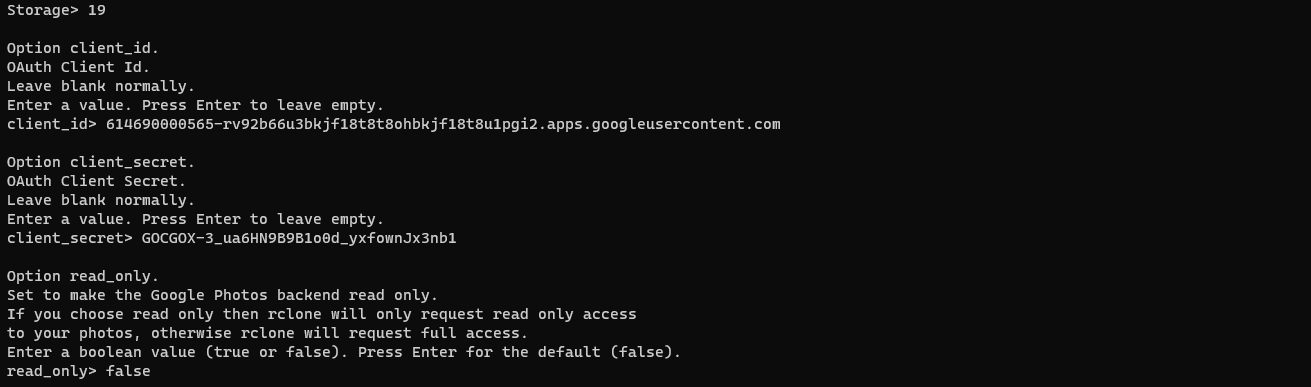 Storage> 19
Option client_id.
OAuth Client Id.
Leave blank normally.
Enter a value. Press Enter to leave empty.
client_id> 614690000565-rv92b66u3bkjf18t8t8ohbkjf18t8u1pgi2.apps.googleusercontent.com
Option client_secret.
OAuth Client Secret.
Leave blank normally.
Enter a value. Press Enter to leave empty.
client_secret> GOCGOX-3_ua6HN9B9B1o0d_yxfownJx3nb1
Option read_only.
Set to make the Google Photos backend read only.
If you choose read only then rclone will only request read only access
to your photos, otherwise rclone will request full access.
Enter a boolean value (true or false). Press Enter for the default (false).
read_only> false